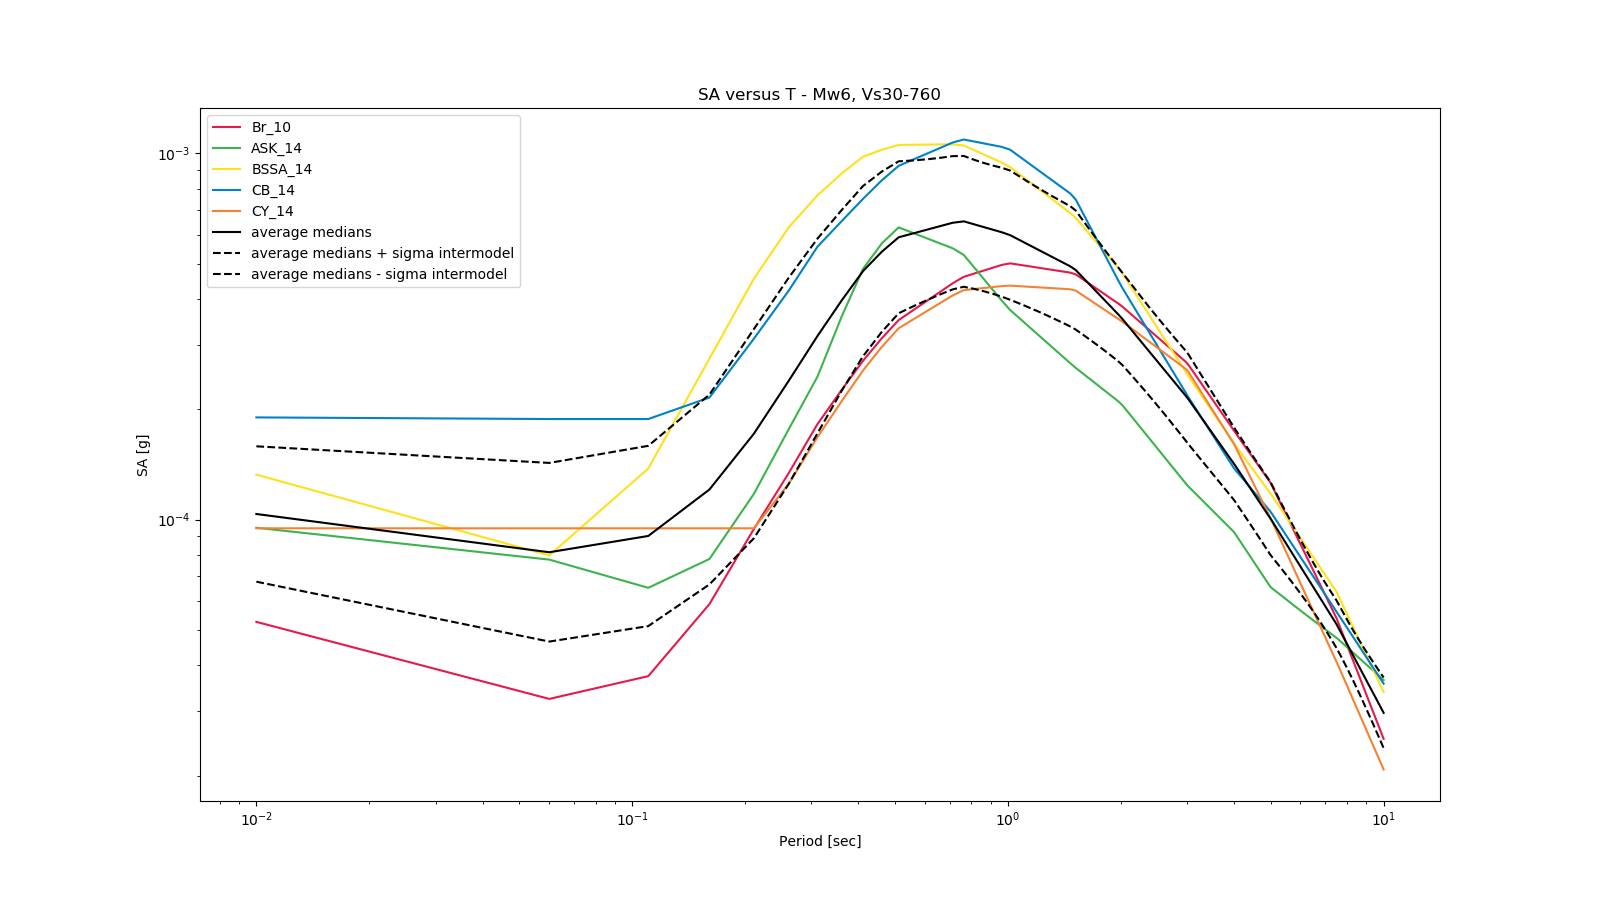 SA versus T - Mw6, Vs30-760
Br_10
ASK_14
BSSA_14
CB_14
CY_14
average medians
average medians + sigma intermodel
average medians - sigma intermodel
10⁻³
10⁻⁴
SA [g]
10⁻² 10⁻¹ 10⁰ 10¹
Period [sec]